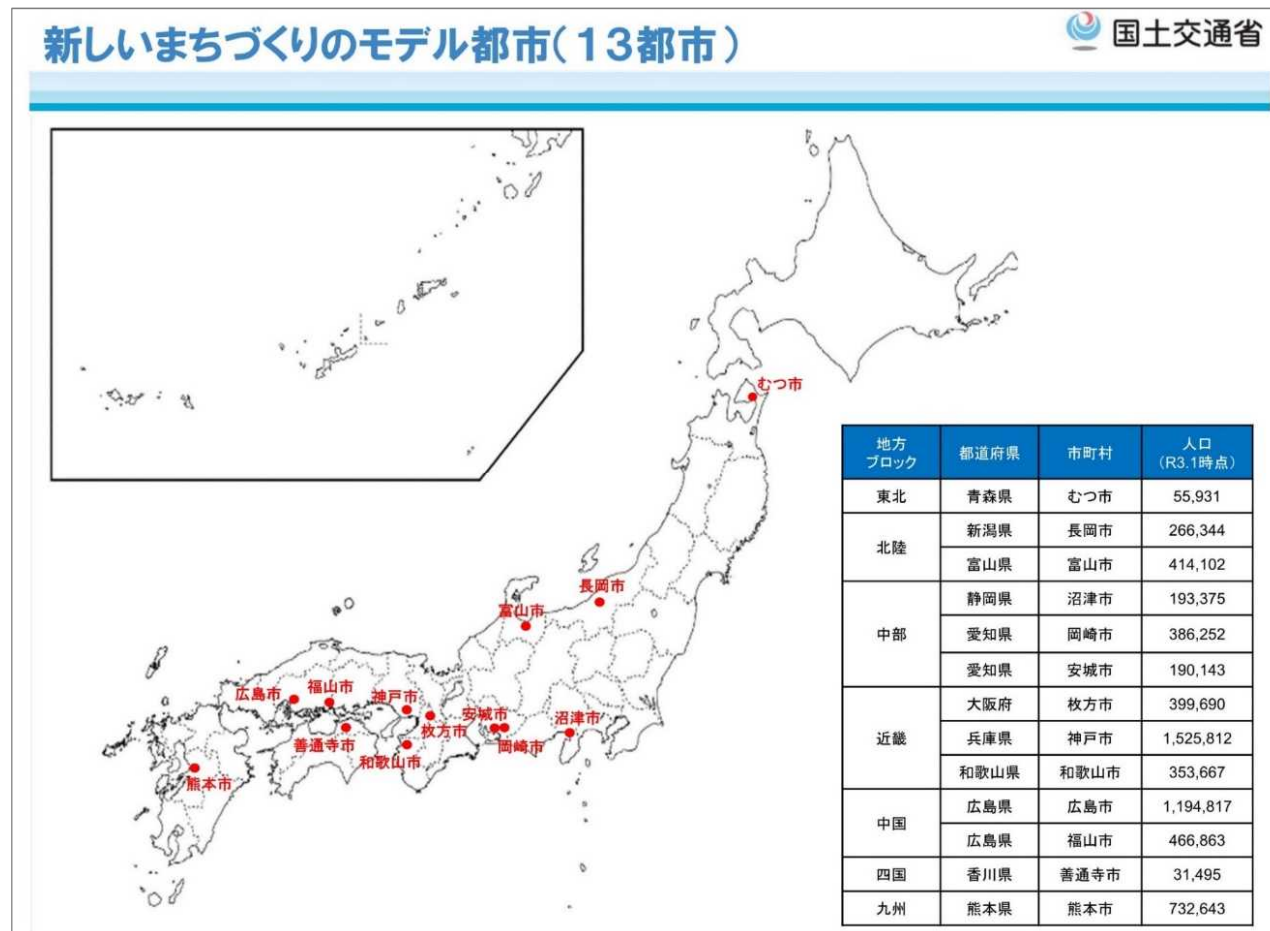 新しいまちづくりのモデル都市(13都市)
国土交通省
むつ市
長岡市
富山市
広島市
福山市
神戸市
枚方市
安城市
岡崎市
沼津市
善通寺市
和歌山市
熊本市
地方ブロック 都道府県 市町村 人口(R3.1時点)
東北 青森県 むつ市 55,931
北陸 新潟県 長岡市 266,344
富山県 富山市 414,102
中部 静岡県 沼津市 193,375
愛知県 岡崎市 386,252
愛知県 安城市 190,143
近畿 大阪府 枚方市 399,690
兵庫県 神戸市 1,525,812
和歌山県 和歌山市 353,667
中国 広島県 広島市 1,194,817
広島県 福山市 466,863
四国 香川県 善通寺市 31,495
九州 熊本県 熊本市 732,643